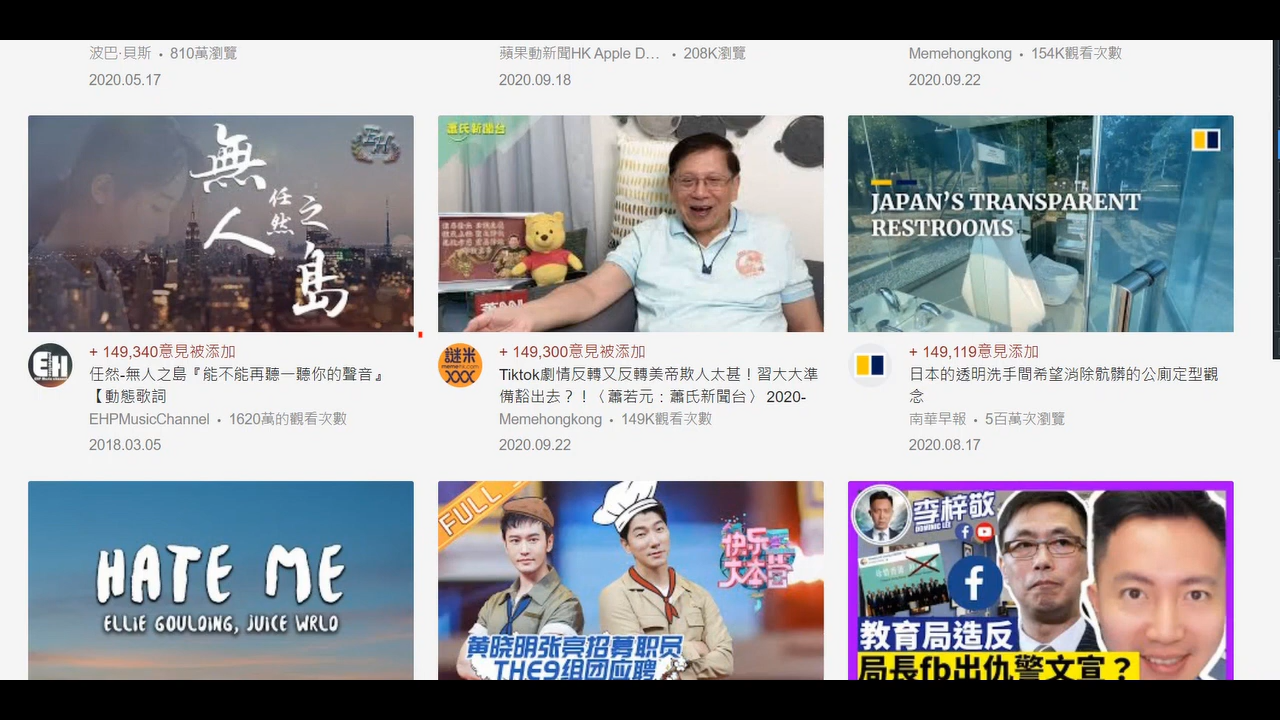 波巴·貝斯 • 810萬瀏覽
2020.05.17
蘋果動新聞HK Apple D… • 208K瀏覽
2020.09.18
Memehongkong • 154K觀看次數
2020.09.22
無人之島
任然
EH
+ 149,340意見被添加
任然-無人之島『能不能再聽一聽你的聲音』
【動態歌詞
EHPMusicChannel • 1620萬的觀看次數
2018.03.05
蕭氏新聞台
謎米
memehk.com
XXX
+ 149,300意見被添加
Tiktok劇情反轉又反轉美帝欺人太甚！習大大準
備豁出去？！〈蕭若元：蕭氏新聞台〉 2020-
Memehongkong • 149K觀看次數
2020.09.22
JAPAN'S TRANSPARENT
RESTROOMS
+ 149,119意見添加
日本的透明洗手間希望消除骯髒的公廁定型觀
念
南華早報 • 5百萬次瀏覽
2020.08.17
HATE ME
ELLIE GOULDING, JUICE WRLD
FULL
快乐大本营
黄晓明张亮招募职员
THE9组团应聘
李梓敬
DOMINIC LEE
教育局造反
局長fb出仇警文宣？